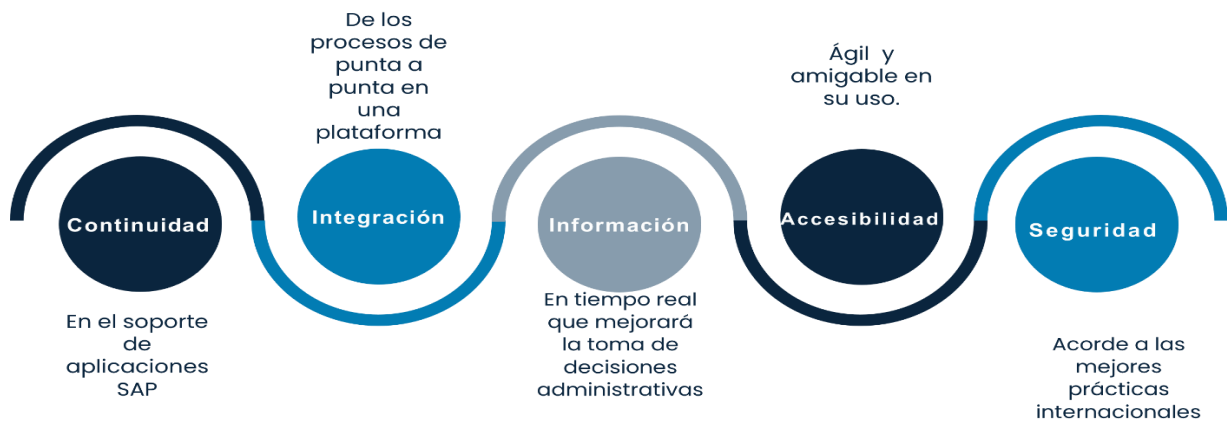 Continuidad
En el soporte
de
aplicaciones
SAP
De los
procesos de
punta a
punta en
una
plataforma
Integración
Información
En tiempo real
que mejorará
la toma de
decisiones
administrativas
Ágil y
amigable en
su uso.
Accesibilidad
Seguridad
Acorde a las
mejores
prácticas
internacionales